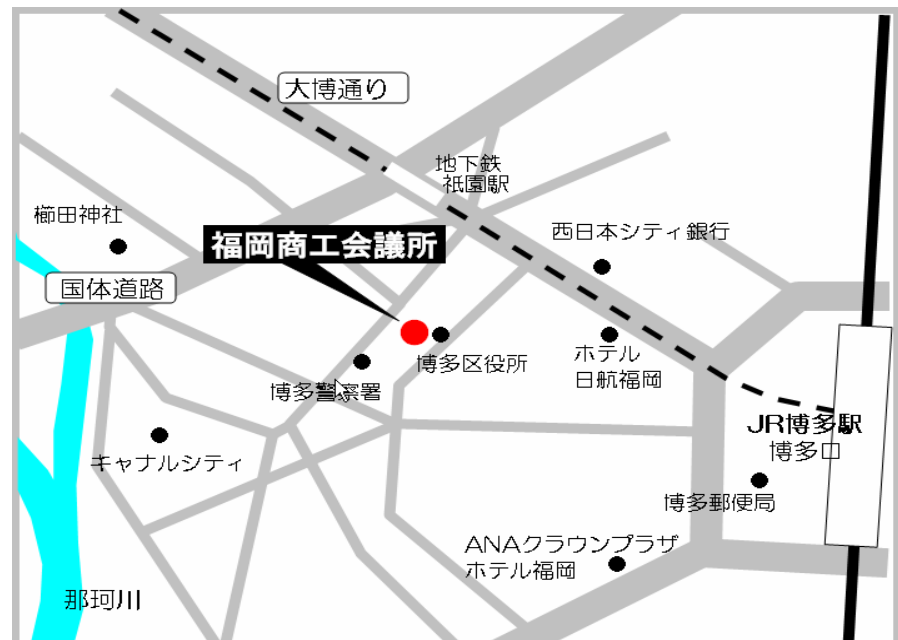 大博通り
地下鉄
祇園駅
櫛田神社
福岡商工会議所
西日本シティ銀行
国体道路
博多区役所
ホテル
日航福岡
博多警察署
JR博多駅
博多口
キャナルシティ
博多郵便局
ANAクラウンプラザ
ホテル福岡
那珂川